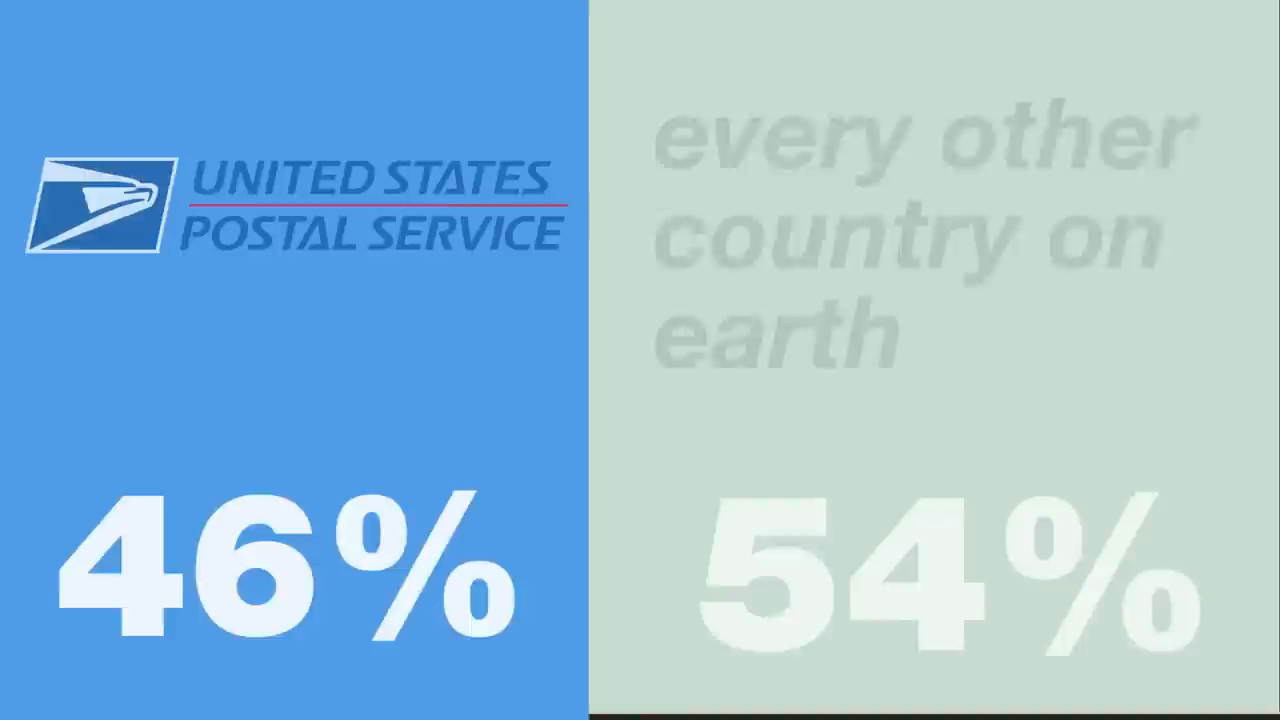 UNITED STATES
POSTAL SERVICE
46%
every other
country on
earth
54%